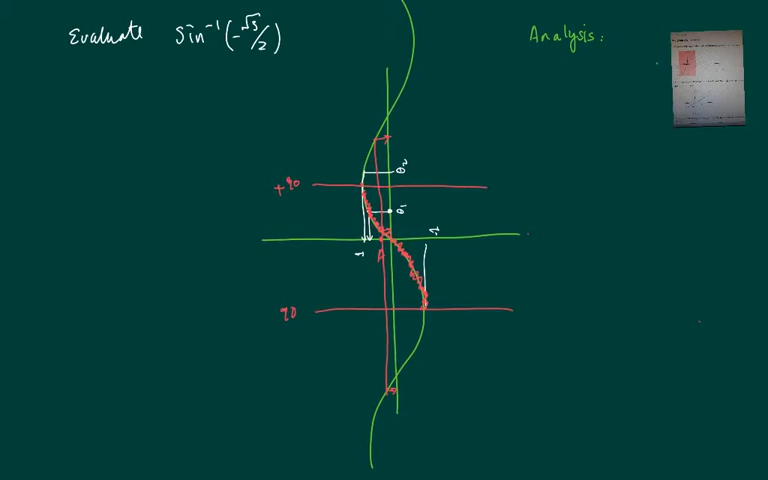 Evaluate Sin⁻¹(-√3/2)
Analysis:
θ2
+90
θ1
1
90